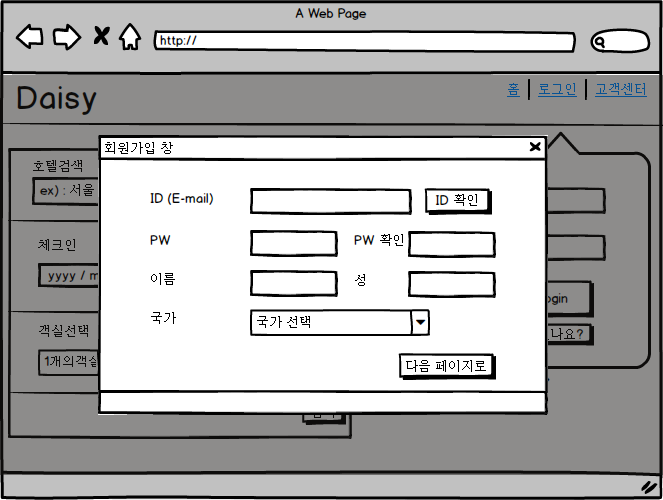 A Web Page
http://
Daisy
홈 로그인 고객센터
회원가입 창
호텔검색
ex) : 서울
체크인
yyyy / m
객실선택
1개의객실
ID (E-mail)
ID 확인
PW
PW 확인
이름
성
국가
국가 선택
다음 페이지로
ogin
나요?